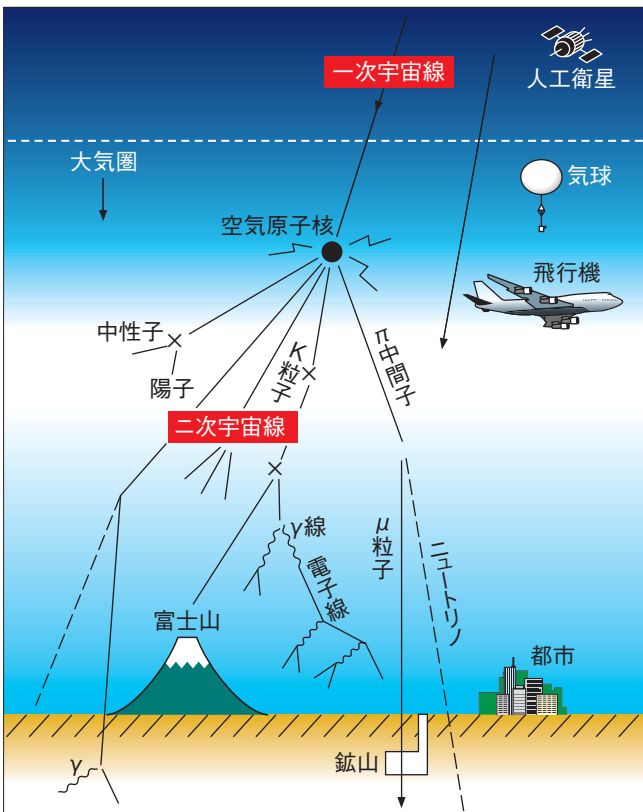 一次宇宙線
人工衛星
大気圏
気球
空気原子核
飛行機
中性子
陽子
K粒子
π中間子
二次宇宙線
γ線
電子線
μ粒子
ニュートリノ
富士山
都市
γ
鉱山